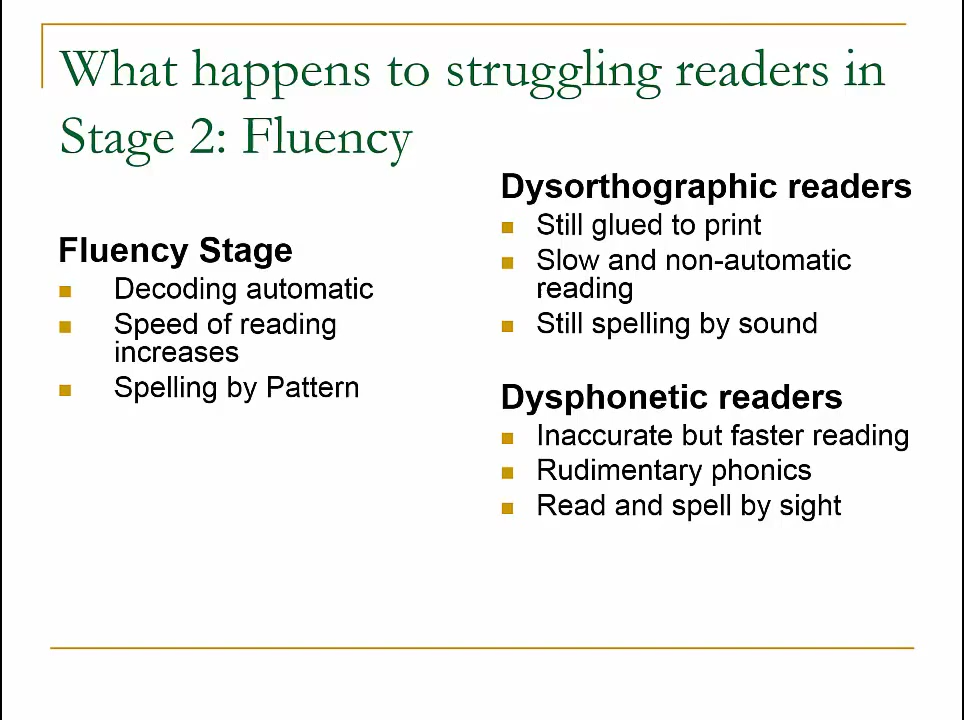 What happens to struggling readers in
Stage 2: Fluency
Fluency Stage
Decoding automatic
Speed of reading
increases
Spelling by Pattern
Dysorthographic readers
Still glued to print
Slow and non-automatic
reading
Still spelling by sound
Dysphonetic readers
Inaccurate but faster reading
Rudimentary phonics
Read and spell by sight